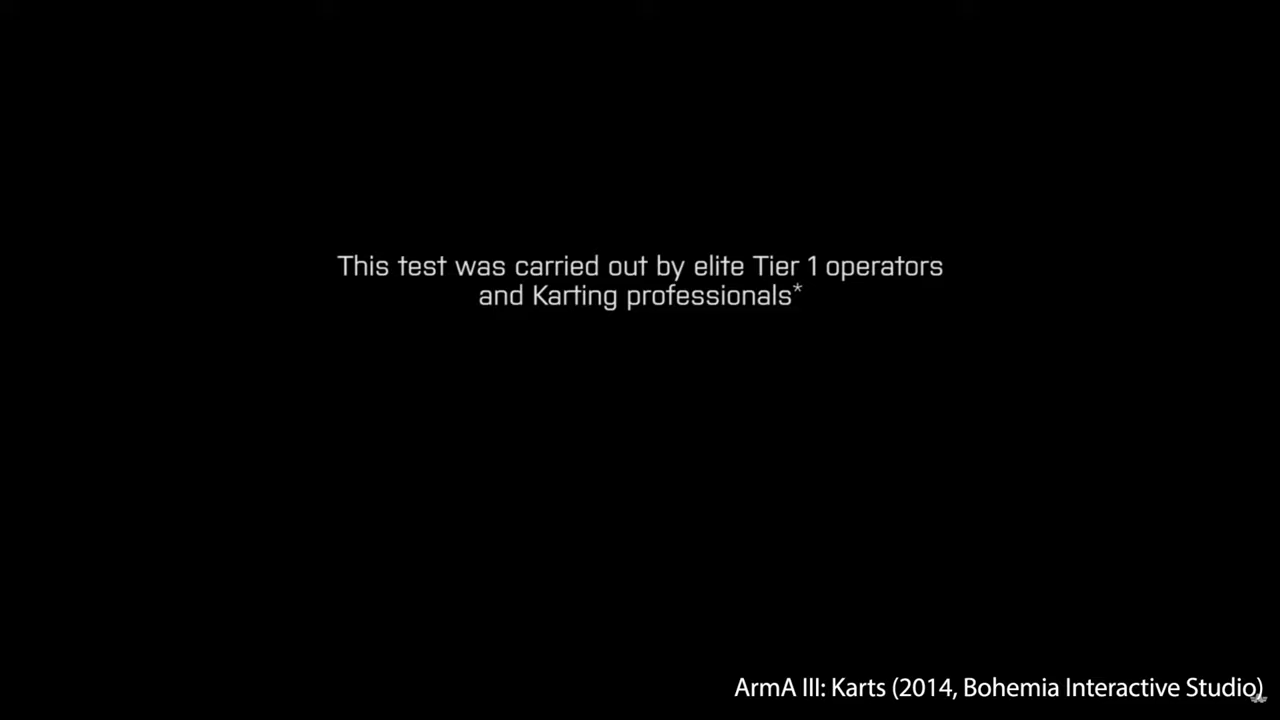 This test was carried out by elite Tier 1 operators
and Karting professionals*
ArmA III: Karts (2014, Bohemia Interactive Studio)